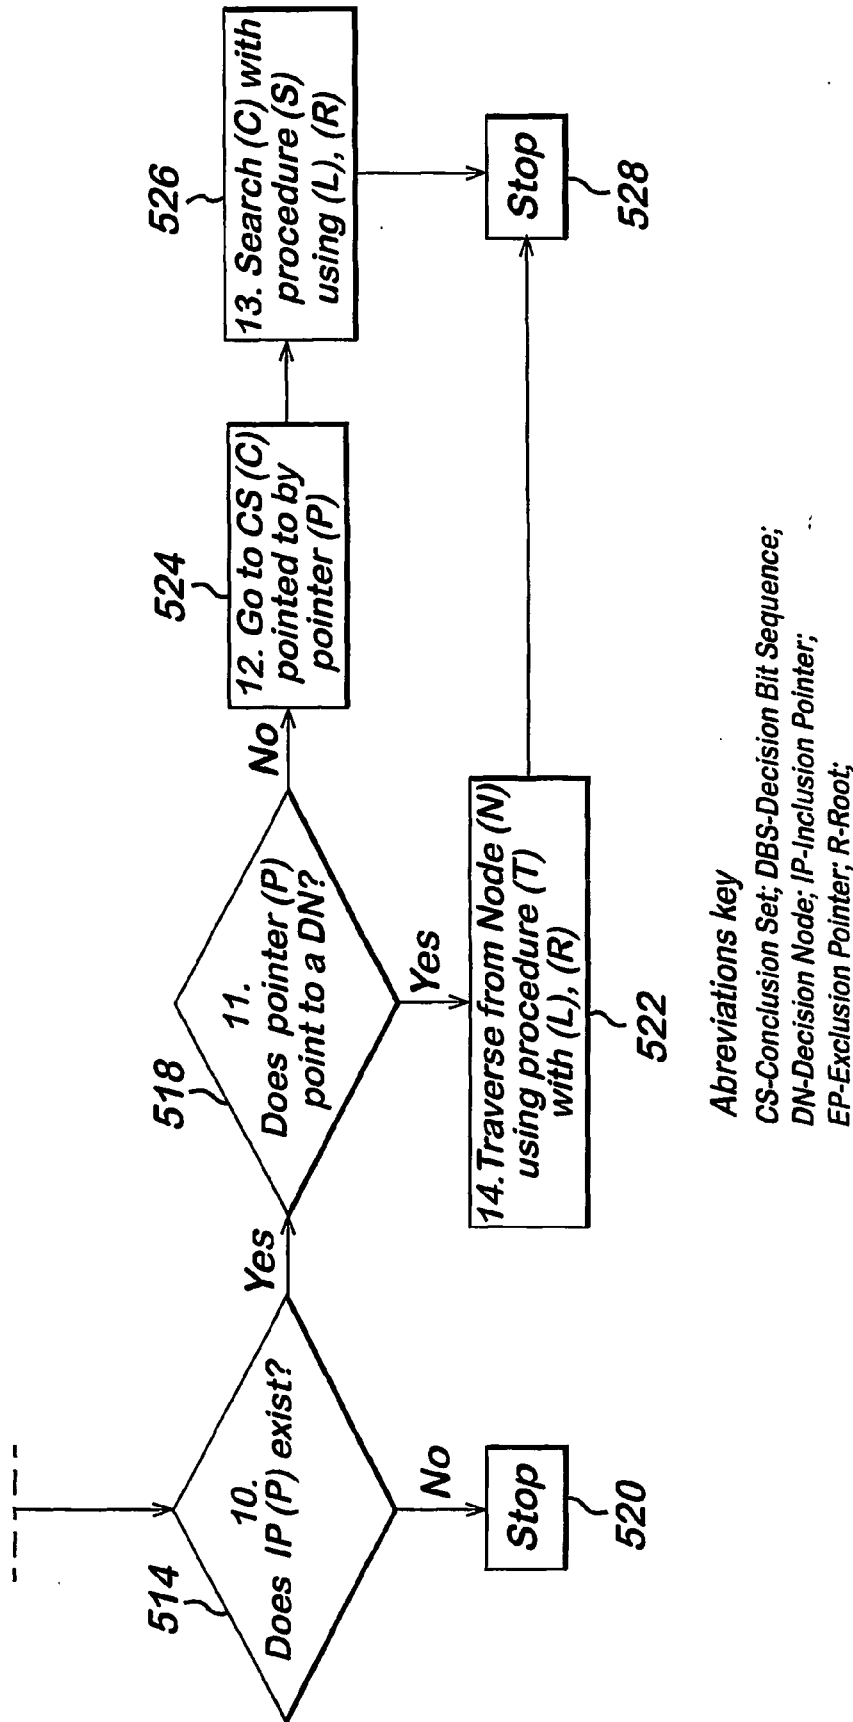 514
10.
Does IP (P) exist?
Yes
No
Stop
520
518
11.
Does pointer (P)
point to a DN?
No
Yes
524
12. Go to CS (C)
pointed to by
pointer (P)
526
13. Search (C) with
procedure (S)
using (L), (R)
14. Traverse from Node (N)
using procedure (T)
with (L), (R)
522
Stop
528
Abreviations key
CS-Conclusion Set; DBS-Decision Bit Sequence;
DN-Decision Node; IP-Inclusion Pointer;
EP-Exclusion Pointer; R-Root;